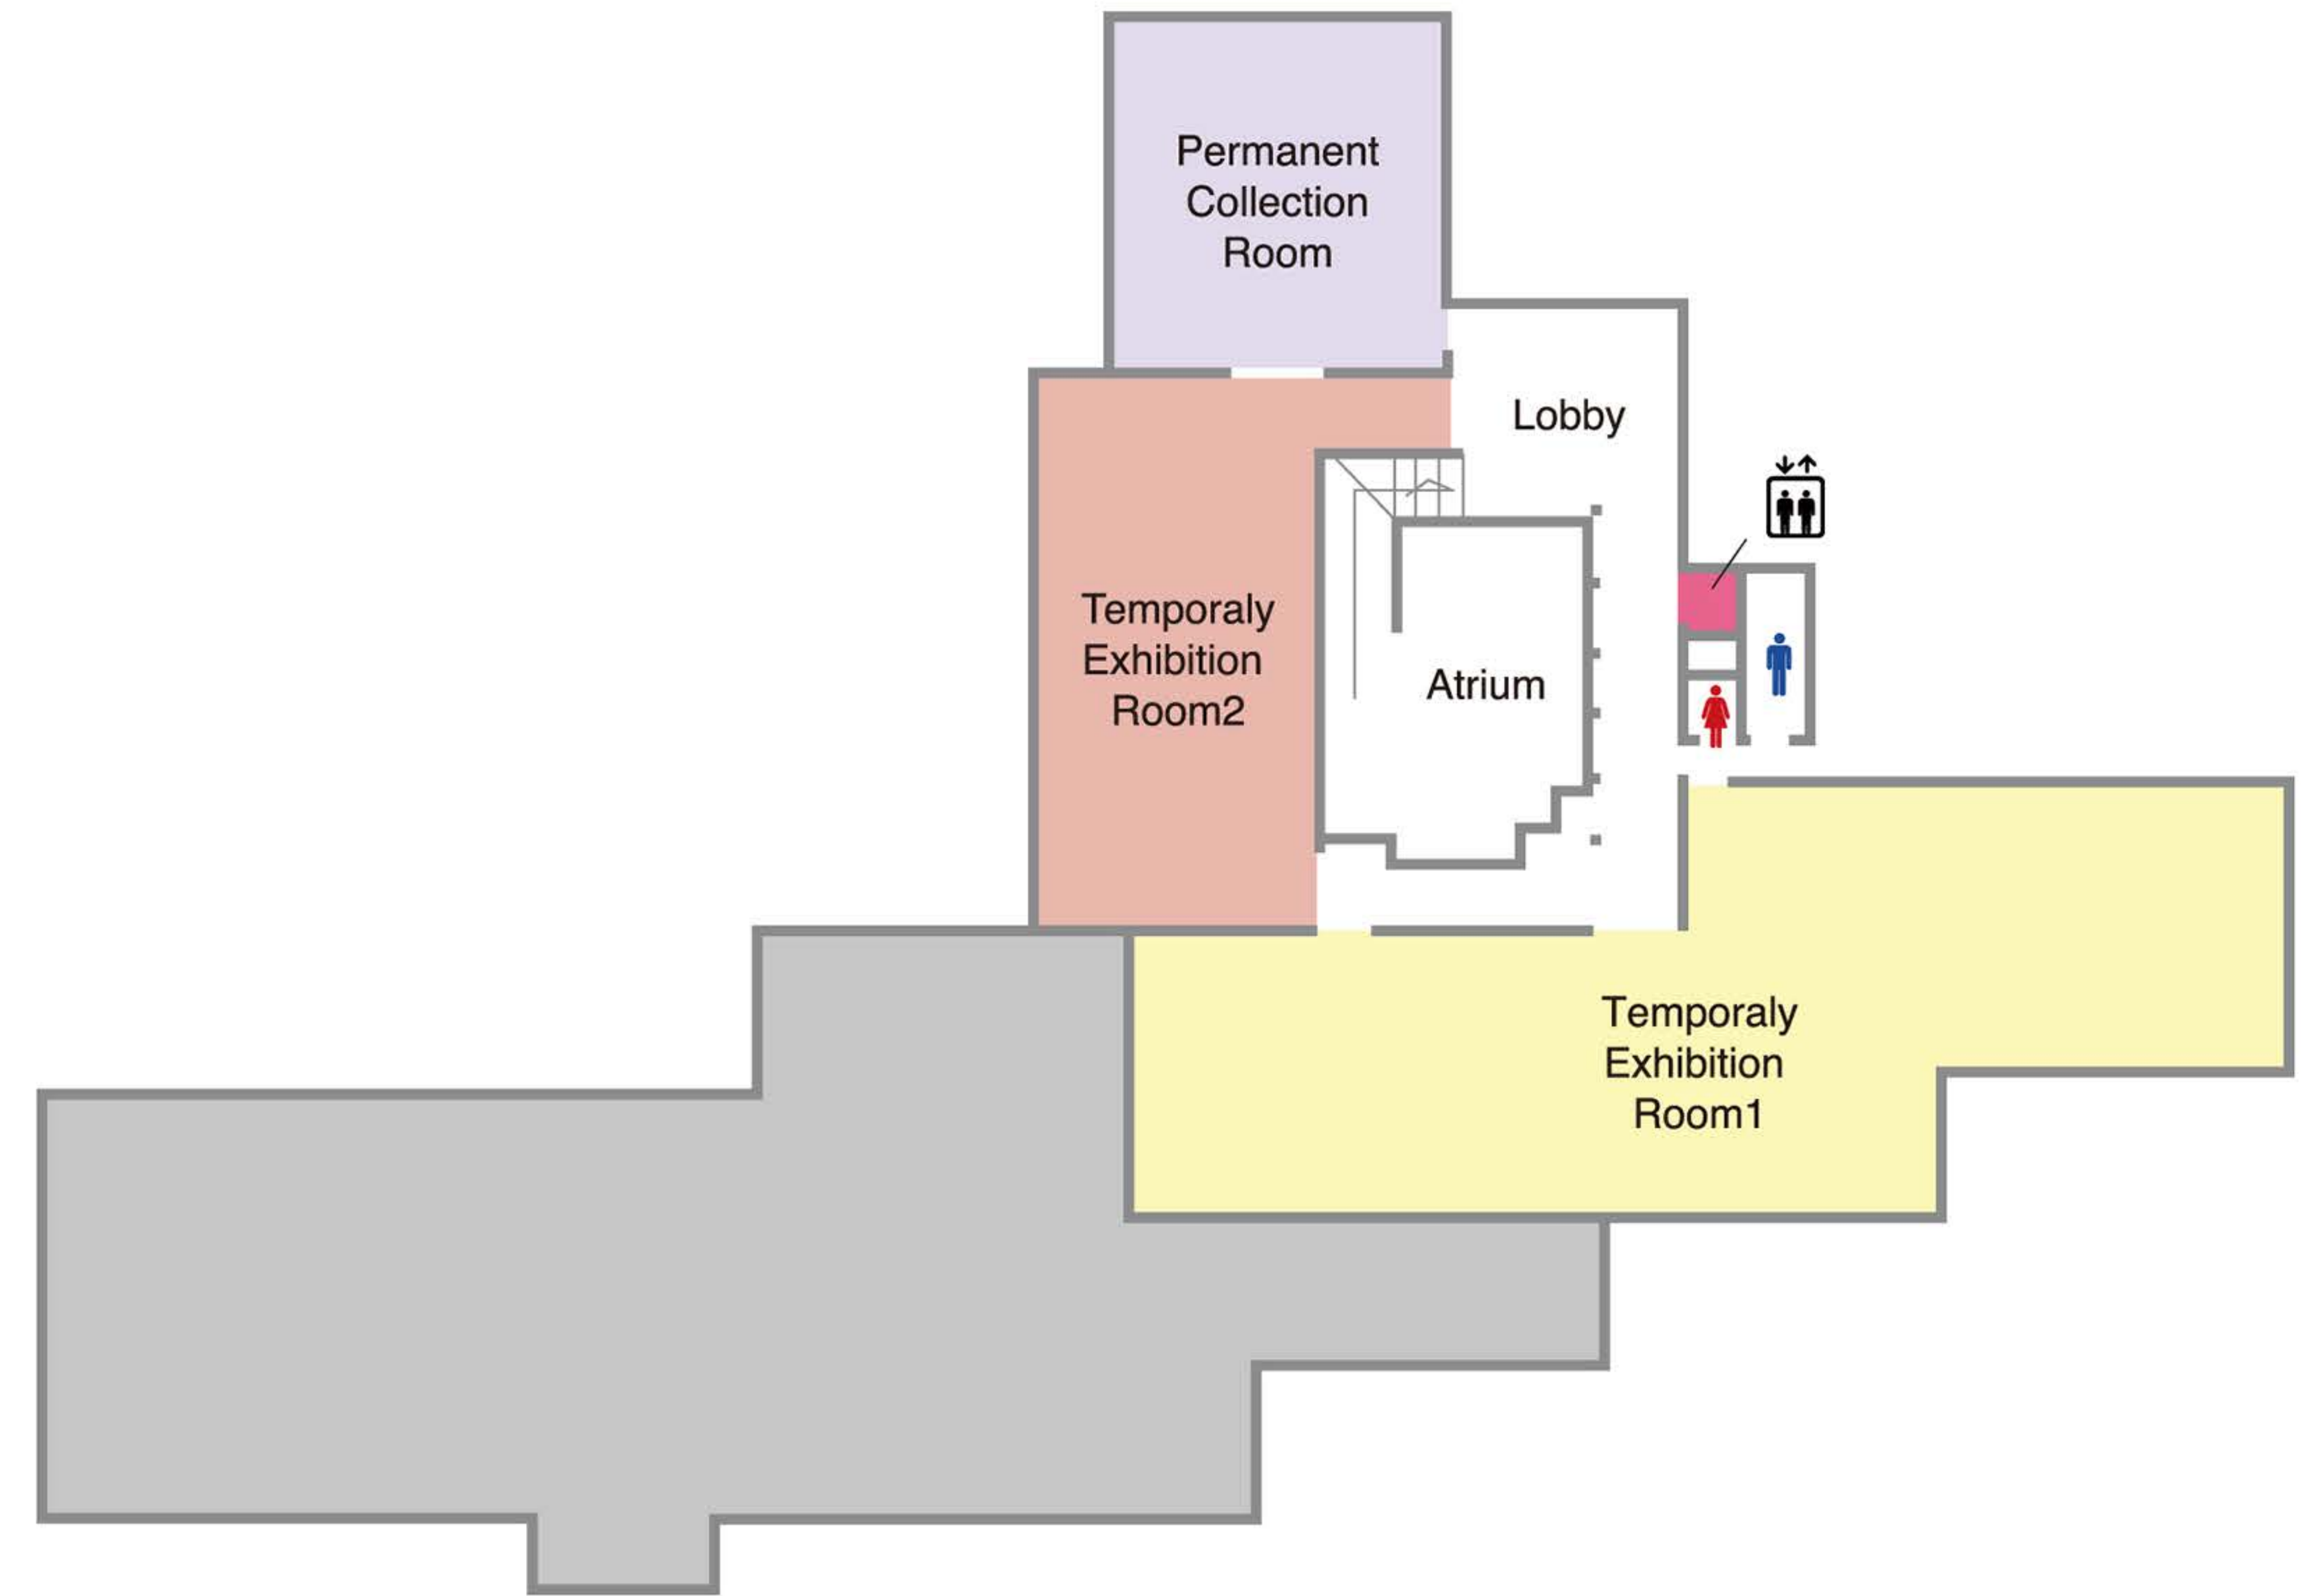 Permanent
Collection
Room
Lobby
Temporaly
Exhibition
Room2
Atrium
Temporaly
Exhibition
Room1